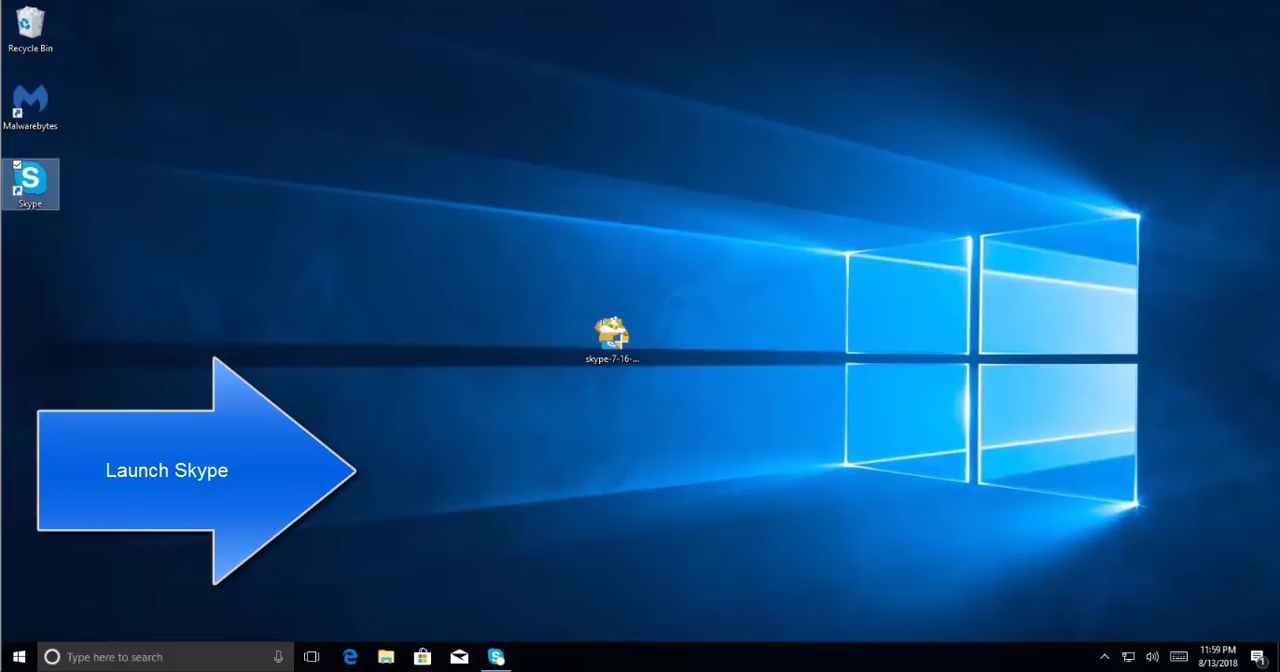 Recycle Bin
Malwarebytes
Skype
skype-7-16-...
Launch Skype
Type here to search
11:59 PM
8/13/2018